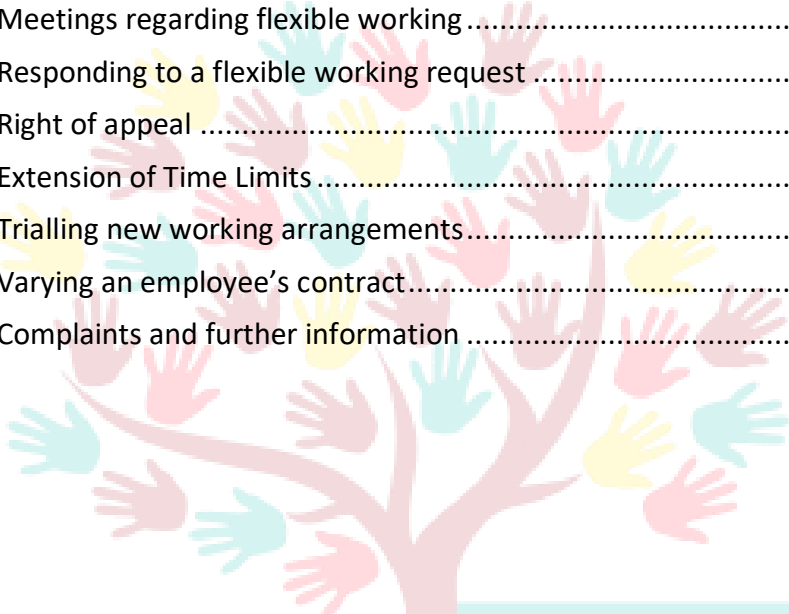 Meetings regarding flexible working ................................................
Responding to a flexible working request ........................................
Right of appeal ..................................................................................
Extension of Time Limits ...................................................................
Trialling new working arrangements................................................
Varying an employee’s contract........................................................
Complaints and further information ................................................